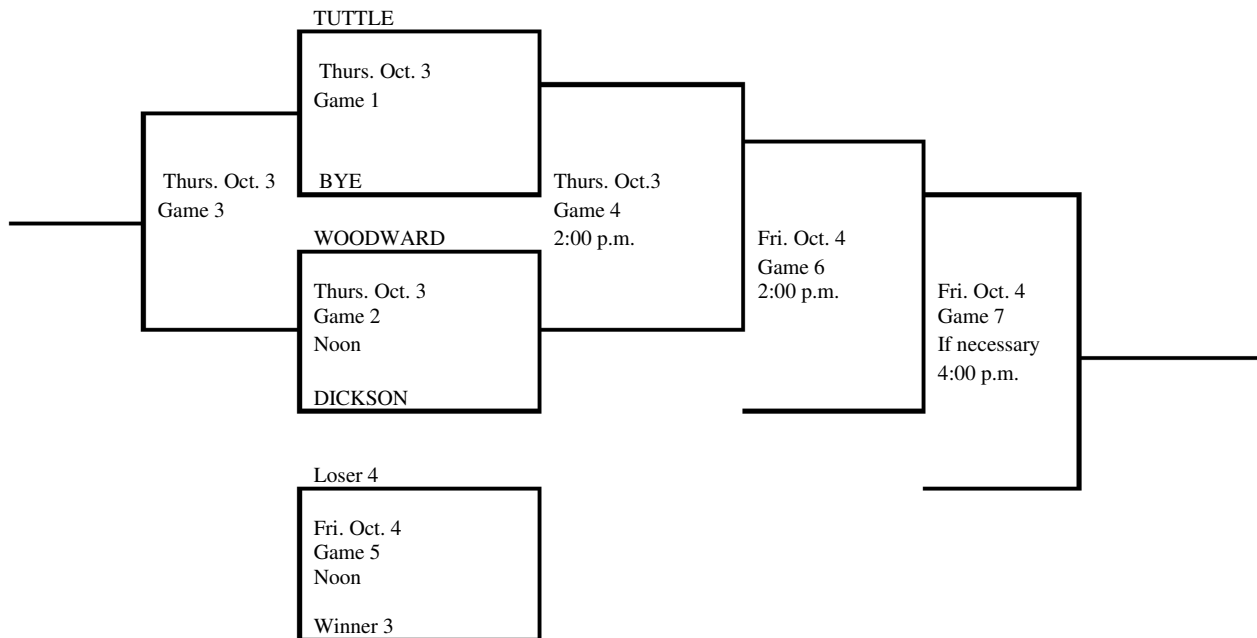 TUTTLE
Thurs. Oct. 3
Game 1
BYE
Thurs. Oct. 3
Game 3
WOODWARD
Thurs. Oct. 3
Game 2
Noon
DICKSON
Thurs. Oct.3
Game 4
2:00 p.m.
Fri. Oct. 4
Game 6
2:00 p.m.
Fri. Oct. 4
Game 7
If necessary
4:00 p.m.
Loser 4
Fri. Oct. 4
Game 5
Noon
Winner 3